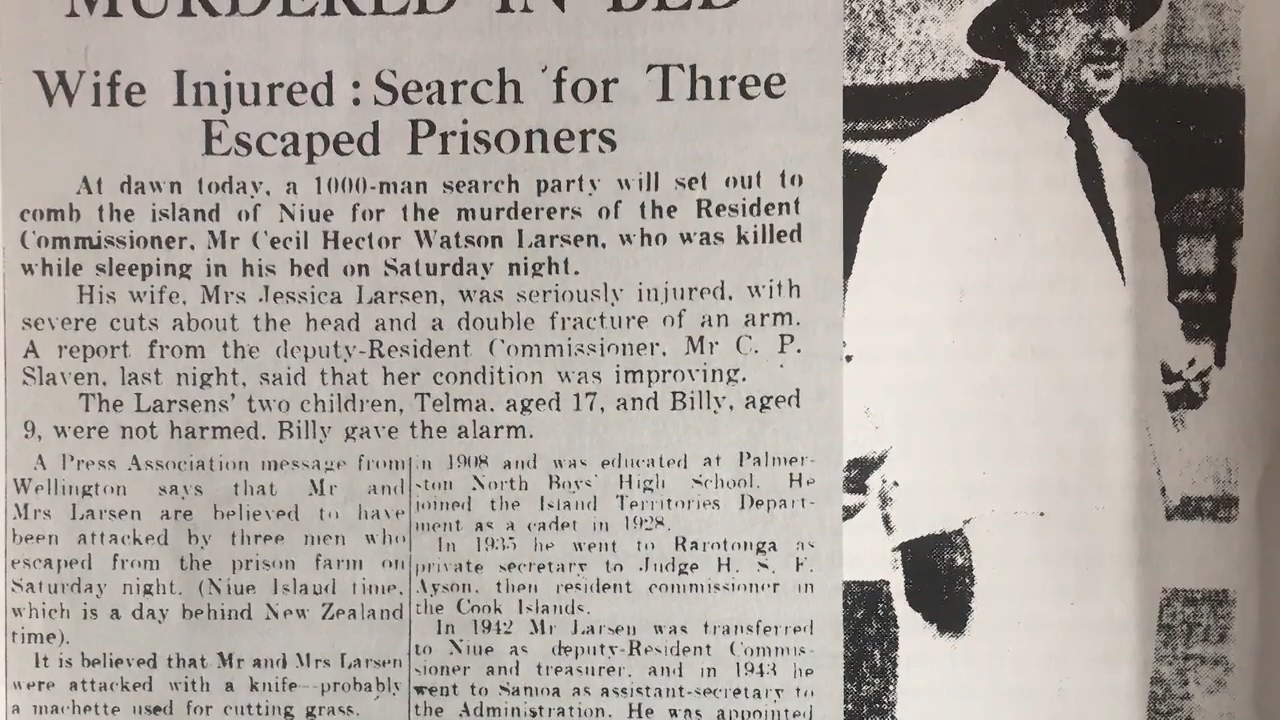 MURDERED IN BED
Wife Injured : Search for Three
Escaped Prisoners
At dawn today, a 1000-man search party will set out to
comb the island of Niue for the murderers of the Resident
Commissioner, Mr Cecil Hector Watson Larsen, who was killed
while sleeping in his bed on Saturday night.
His wife, Mrs Jessica Larsen, was seriously injured, with
severe cuts about the head and a double fracture of an arm.
A report from the deputy-Resident Commissioner, Mr C. P.
Slaven, last night, said that her condition was improving.
The Larsens' two children, Telma, aged 17, and Billy, aged
9, were not harmed. Billy gave the alarm.
A Press Association message from
Wellington says that Mr and
Mrs Larsen are believed to have
been attacked by three men who
escaped from the prison farm on
Saturday night. (Niue Island time,
which is a day behind New Zealand
time).
It is believed that Mr and Mrs Larsen
were attacked with a knife--probably
a machette used for cutting grass.
in 1908 and was educated at Palmer-
ston North Boys' High School. He
joined the Island Territories Depart-
ment as a cadet in 1928.
In 1935 he went to Rarotonga as
private secretary to Judge H. S. F.
Ayson, then resident commissioner in
the Cook Islands.
In 1942 Mr Larsen was transferred
to Niue as deputy-Resident Commis-
sioner and treasurer, and in 1943 he
went to Samoa as assistant-secretary to
the Administration. He was appointed